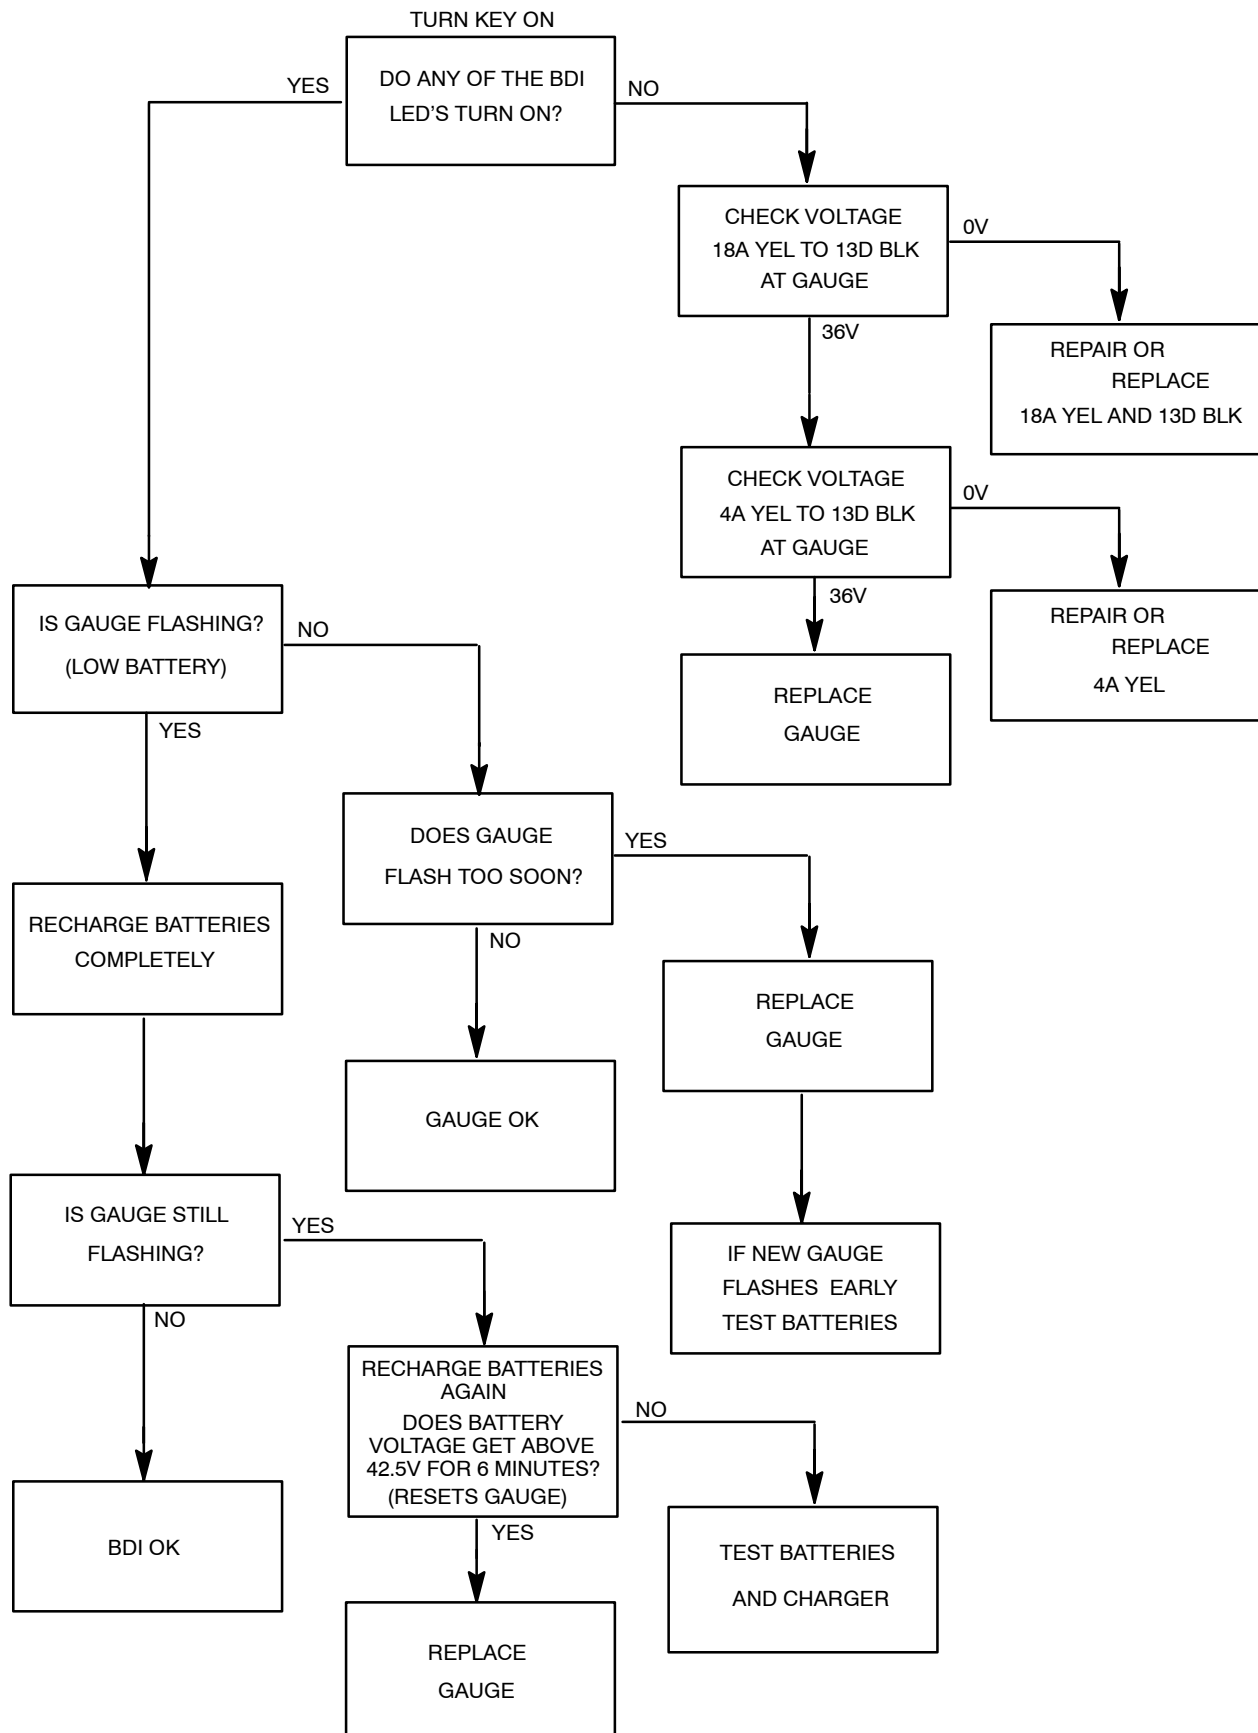 TURN KEY ON
DO ANY OF THE BDI
LED'S TURN ON?
YES
NO
CHECK VOLTAGE
18A YEL TO 13D BLK
AT GAUGE
0V
36V
REPAIR OR
REPLACE
18A YEL AND 13D BLK
CHECK VOLTAGE
4A YEL TO 13D BLK
AT GAUGE
0V
36V
REPAIR OR
REPLACE
4A YEL
REPLACE
GAUGE
IS GAUGE FLASHING?
(LOW BATTERY)
NO
YES
DOES GAUGE
FLASH TOO SOON?
YES
NO
RECHARGE BATTERIES
COMPLETELY
REPLACE
GAUGE
GAUGE OK
IS GAUGE STILL
FLASHING?
YES
NO
IF NEW GAUGE
FLASHES EARLY
TEST BATTERIES
RECHARGE BATTERIES
AGAIN
DOES BATTERY
VOLTAGE GET ABOVE
42.5V FOR 6 MINUTES?
(RESETS GAUGE)
NO
YES
BDI OK
TEST BATTERIES
AND CHARGER
REPLACE
GAUGE